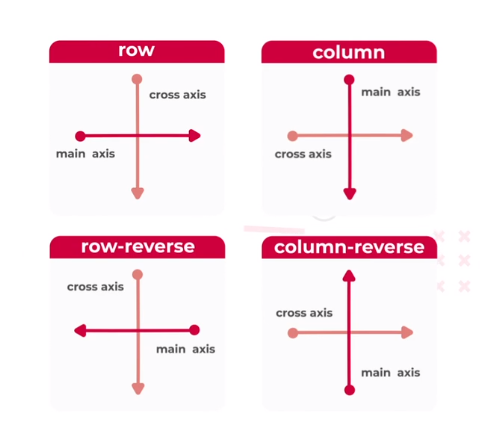 row
cross axis
main axis
column
main axis
cross axis
row-reverse
cross axis
main axis
column-reverse
cross axis
main axis